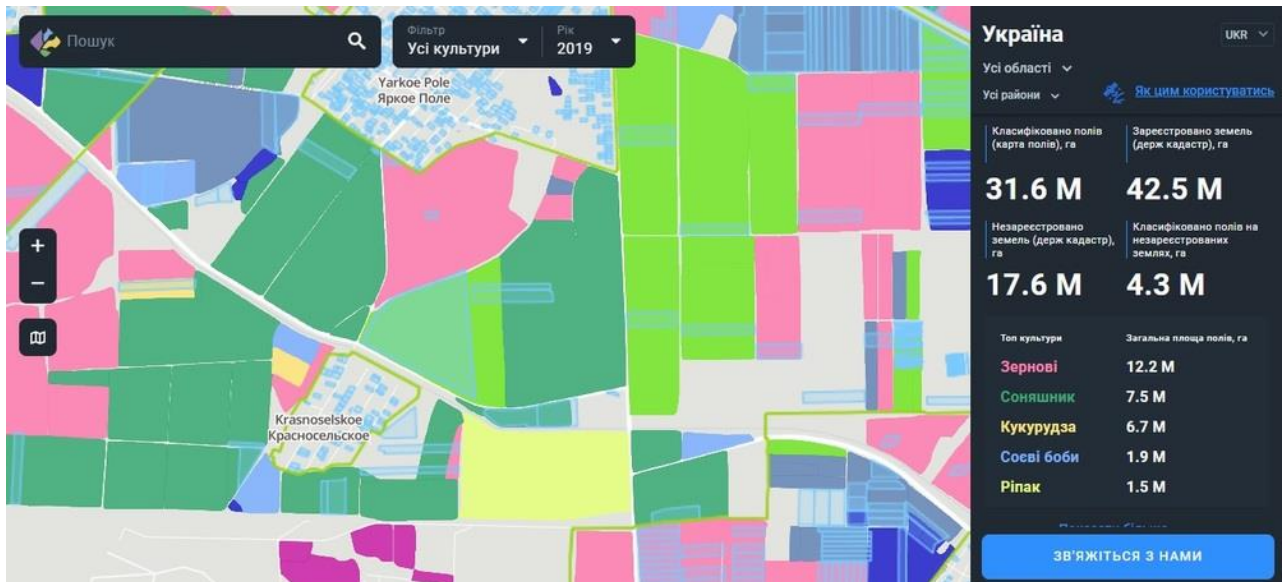 Пошук
Фільтр
Усі культури
Рік
2019
Yarkoe Pole
Яркое Поле
Krasnoselskoe
Красносельское
Україна
UKR
Усі області
Усі райони
Як цим користуватись
Класифіковано полів
(карта полів), га
31.6 M
Зареєстровано земель
(держ кадастр), га
42.5 M
Незареєстровано
земель (держ кадастр),
га
17.6 M
Класифіковано полів на
незареєстрованих
землях, га
4.3 M
Топ культури
Загальна площа полів, га
Зернові
12.2 M
Соняшник
7.5 M
Кукурудза
6.7 M
Соєві боби
1.9 M
Ріпак
1.5 M
ЗВ'ЯЖІТЬСЯ З НАМИ